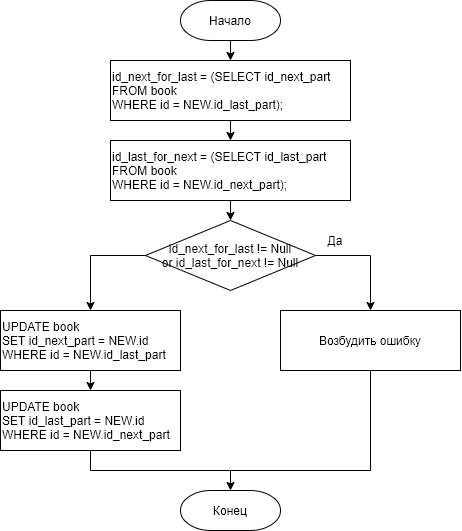 Начало
id_next_for_last = (SELECT id_next_part
FROM book
WHERE id = NEW.id_last_part);
id_last_for_next = (SELECT id_last_part
FROM book
WHERE id = NEW.id_next_part);
id_next_for_last != Null
or id_last_for_next != Null
Да
UPDATE book
SET id_next_part = NEW.id
WHERE id = NEW.id_last_part
Возбудить ошибку
UPDATE book
SET id_last_part = NEW.id
WHERE id = NEW.id_next_part
Конец